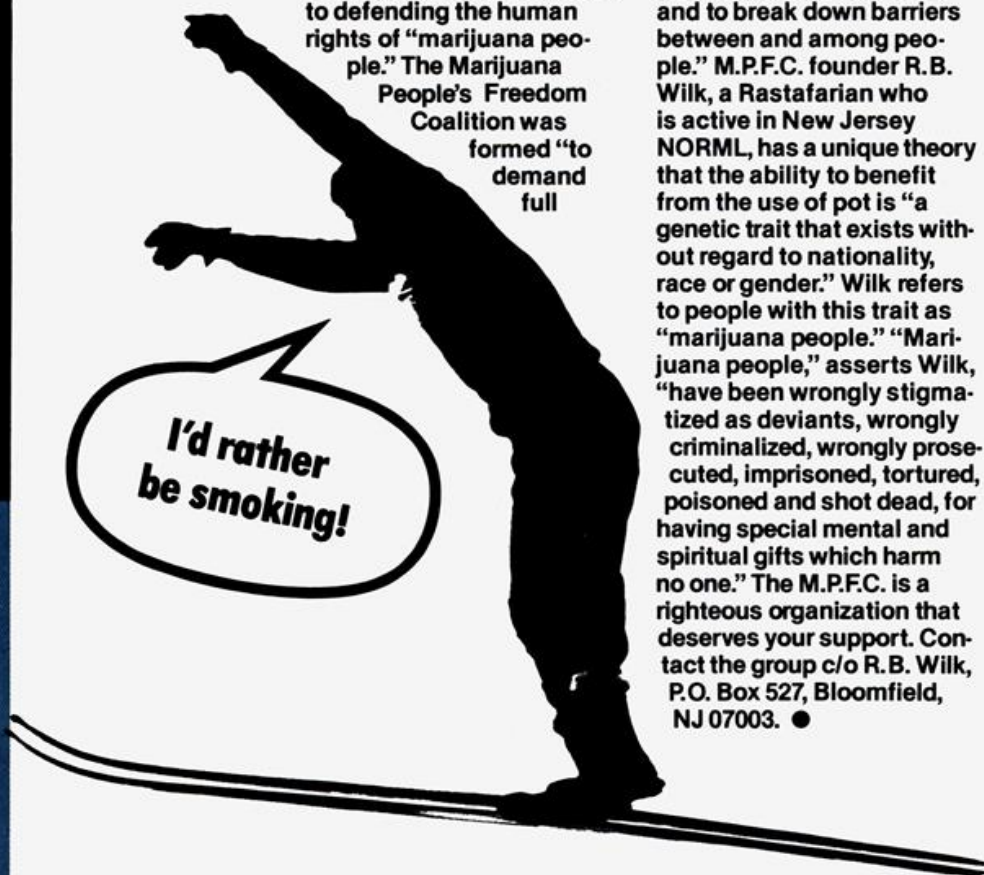 to defending the human
rights of “marijuana peo-
ple.” The Marijuana
People’s Freedom
Coalition was
formed “to
demand
full
I’d rather
be smoking!
and to break down barriers
between and among peo-
ple.” M.P.F.C. founder R.B.
Wilk, a Rastafarian who
is active in New Jersey
NORML, has a unique theory
that the ability to benefit
from the use of pot is “a
genetic trait that exists with-
out regard to nationality,
race or gender.” Wilk refers
to people with this trait as
“marijuana people.” “Mari-
juana people,” asserts Wilk,
“have been wrongly stigma-
tized as deviants, wrongly
criminalized, wrongly prose-
cuted, imprisoned, tortured,
poisoned and shot dead, for
having special mental and
spiritual gifts which harm
no one.” The M.P.F.C. is a
righteous organization that
deserves your support. Con-
tact the group c/o R.B. Wilk,
P.O. Box 527, Bloomfield,
NJ 07003. ●